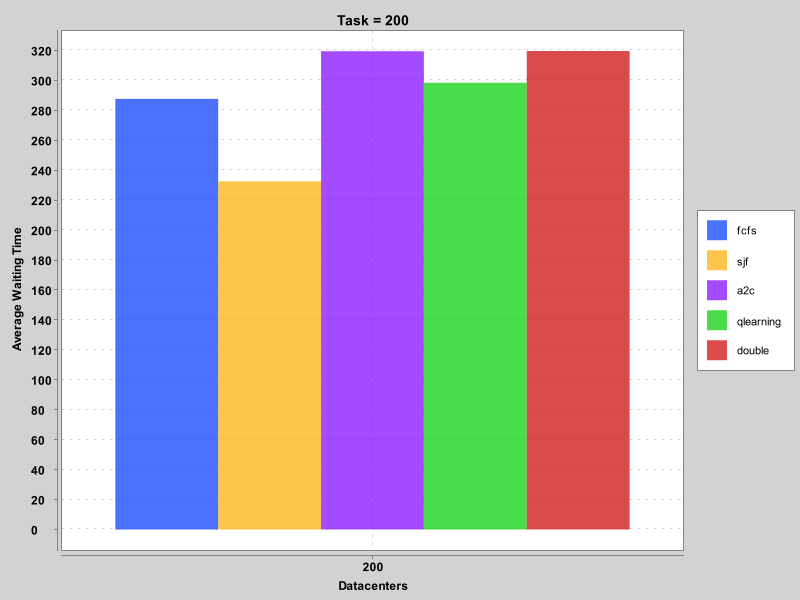 Task = 200
Average Waiting Time
320
300
280
260
240
220
200
180
160
140
120
100
80
60
40
20
0
200
Datacenters
fcfs
sjf
a2c
qlearning
double